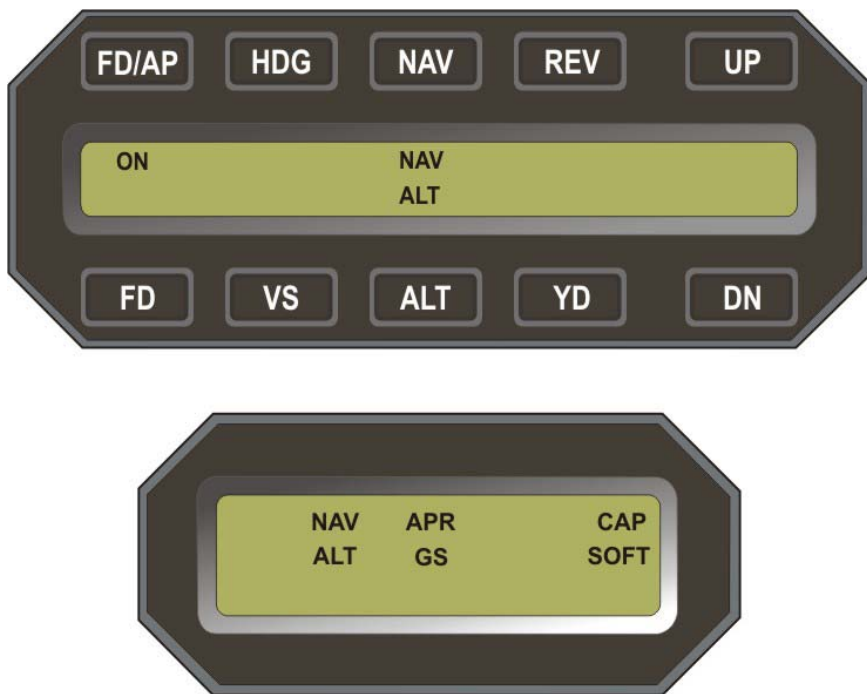 FD/AP HDG NAV REV UP
ON NAV
ALT
FD VS ALT YD DN
NAV APR CAP
ALT GS SOFT